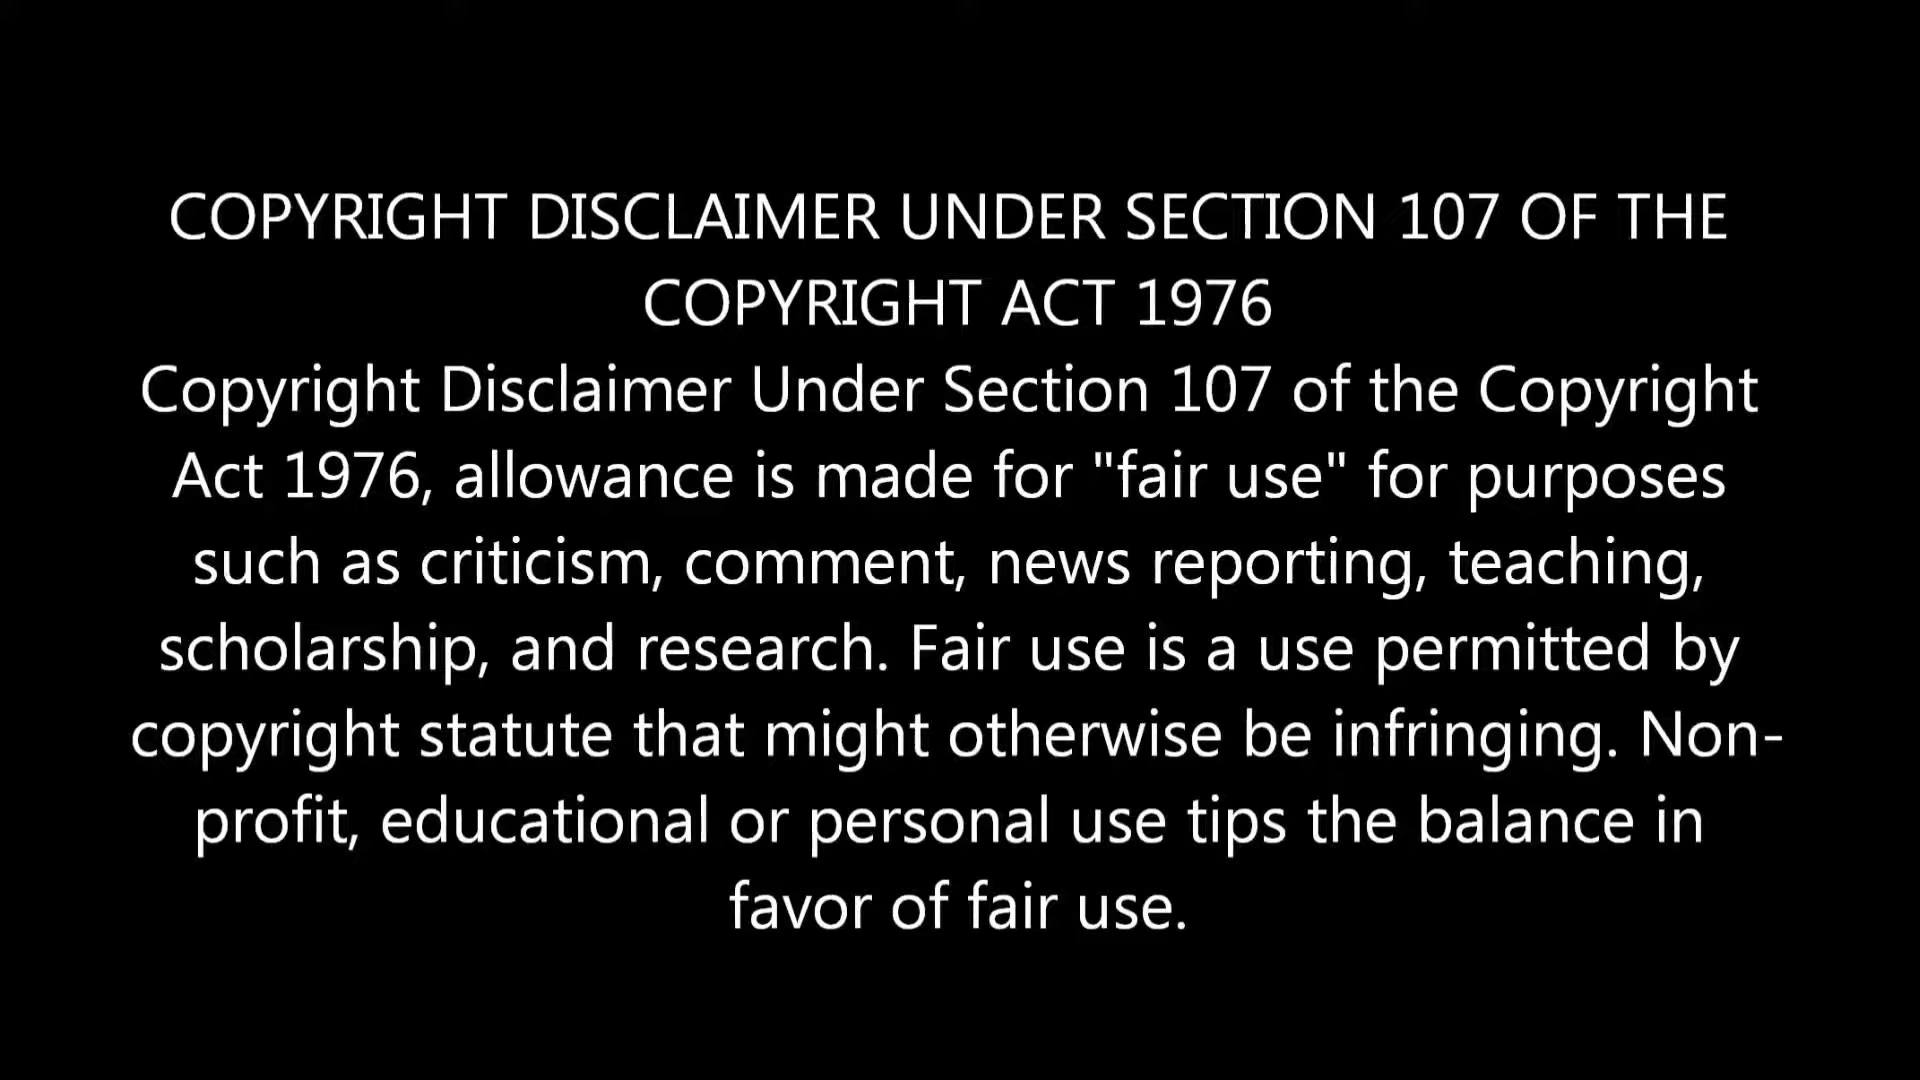 COPYRIGHT DISCLAIMER UNDER SECTION 107 OF THE
COPYRIGHT ACT 1976
Copyright Disclaimer Under Section 107 of the Copyright
Act 1976, allowance is made for "fair use" for purposes
such as criticism, comment, news reporting, teaching,
scholarship, and research. Fair use is a use permitted by
copyright statute that might otherwise be infringing. Non-
profit, educational or personal use tips the balance in
favor of fair use.